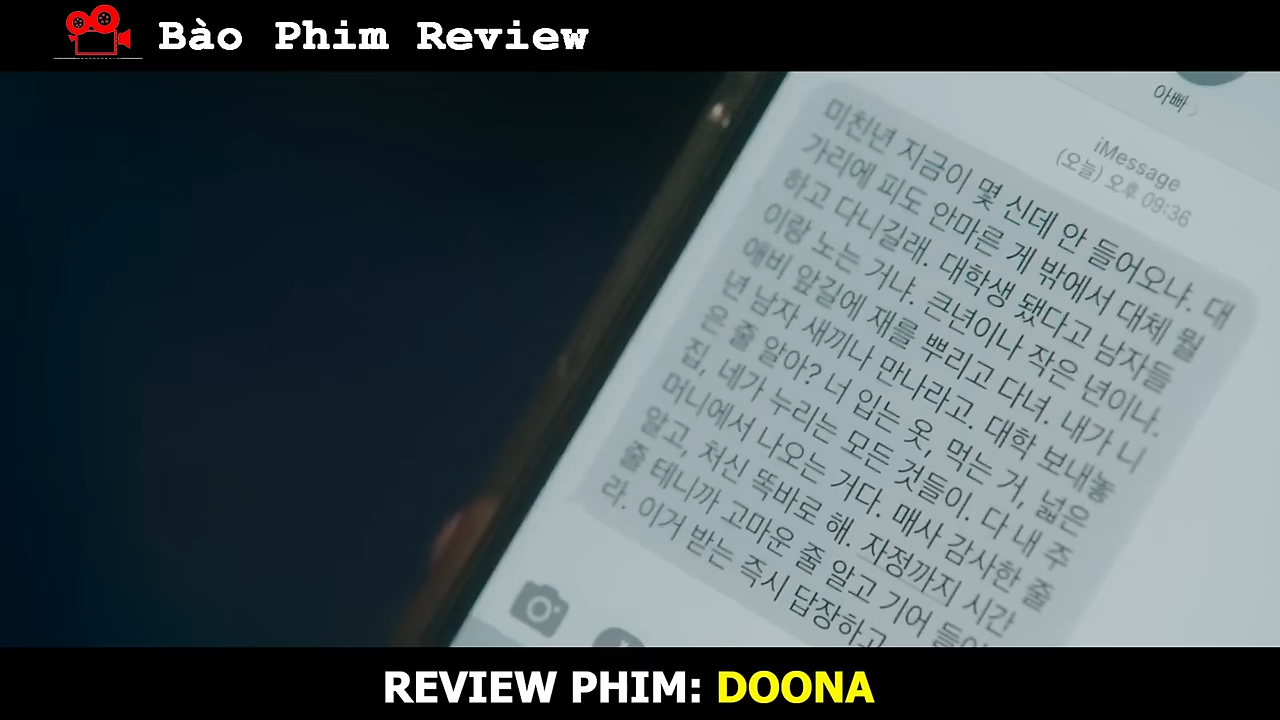 Bào Phim Review
아빠
iMessage
(오늘) 오후 09:36
미친년 지금이 몇 신데 안 들어오냐. 대
가리에 피도 안마른 게 밖에서 대체 뭘
하고 다니길래. 대학생 됐다고 남자들
이랑 노는 거냐. 큰년이나 작은 년이나.
애비 앞길에 재를 뿌리고 다녀. 내가 니
년 남자 새끼나 만나라고. 대학 보내놓
은 줄 알아? 너 입는 옷, 먹는 거, 넓은
집, 네가 누리는 모든 것들이. 다 내 주
머니에서 나오는 거다. 매사 감사한 줄
알고, 처신 똑바로 해. 자정까지 시간
줄 테니까 고마운 줄 알고 기어
라. 이거 받는 즉시 답장하고
REVIEW PHIM: DOONA